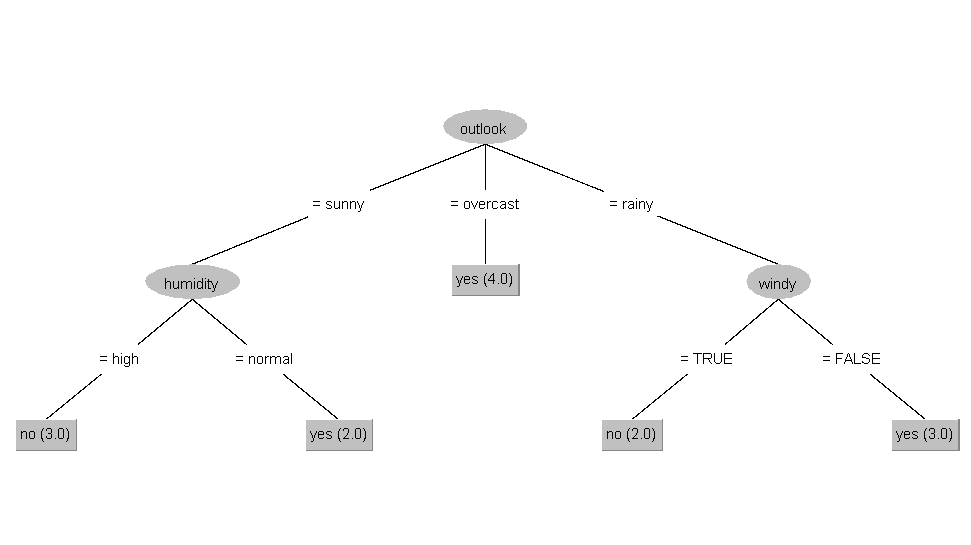 outlook
= sunny
= overcast
= rainy
humidity
yes (4.0)
windy
= high
= normal
= TRUE
= FALSE
no (3.0)
yes (2.0)
no (2.0)
yes (3.0)